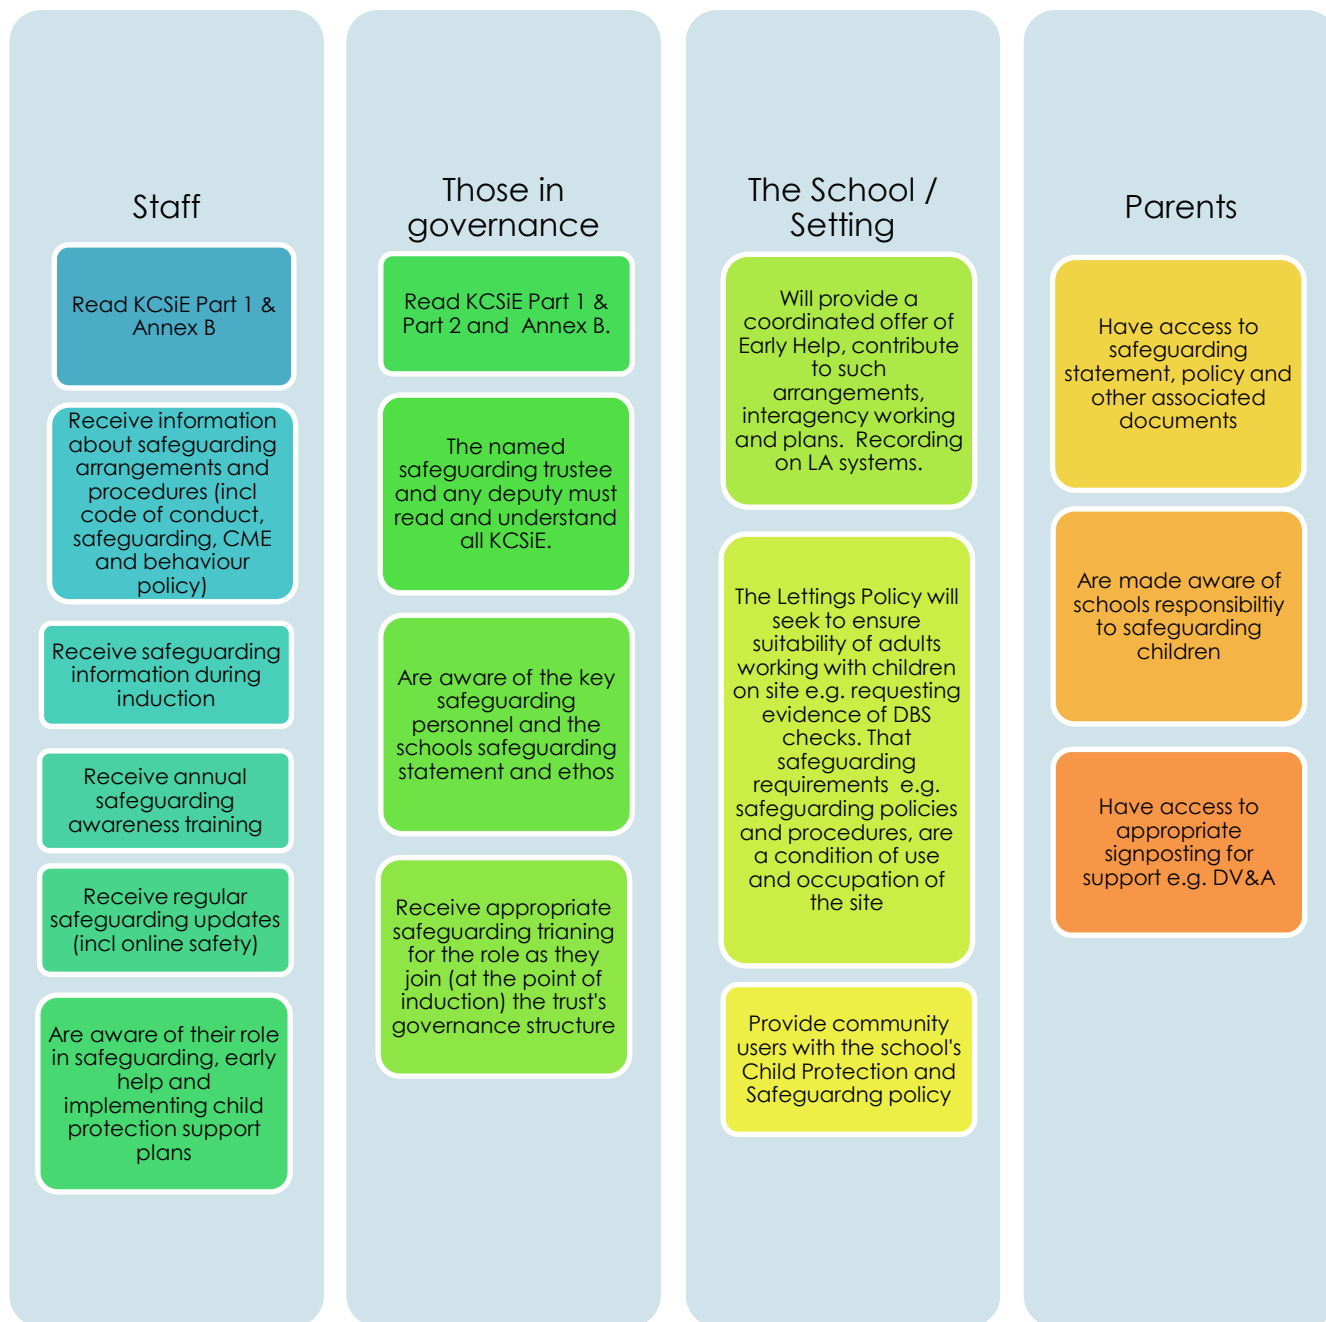 Staff
Read KCSiE Part 1 &
Annex B
Receive information
about safeguarding
arrangements and
procedures (incl
code of conduct,
safeguarding, CME
and behaviour
policy)
Receive safeguarding
information during
induction
Receive annual
safeguarding
awareness training
Receive regular
safeguarding updates
(incl online safety)
Are aware of their role
in safeguarding, early
help and
implementing child
protection support
plans
Those in
governance
Read KCSiE Part 1 &
Part 2 and  Annex B.
The named
safeguarding trustee
and any deputy must
read and understand
all KCSiE.
Are aware of the key
safeguarding
personnel and the
schools safeguarding
statement and ethos
Receive appropriate
safeguarding trianing
for the role as they
join (at the point of
induction) the trust's
governance structure
The School /
Setting
Will provide a
coordinated offer of
Early Help, contribute
to such
arrangements,
interagency working
and plans.  Recording
on LA systems.
The Lettings Policy will
seek to ensure
suitability of adults
working with children
on site e.g. requesting
evidence of DBS
checks. That
safeguarding
requirements  e.g.
safeguarding policies
and procedures, are
a condition of use
and occupation of
the site
Provide community
users with the school's
Child Protection and
Safeguardng policy
Parents
Have access to
safeguarding
statement, policy and
other associated
documents
Are made aware of
schools responsibiltiy
to safeguarding
children
Have access to
appropriate
signposting for
support e.g. DV&A